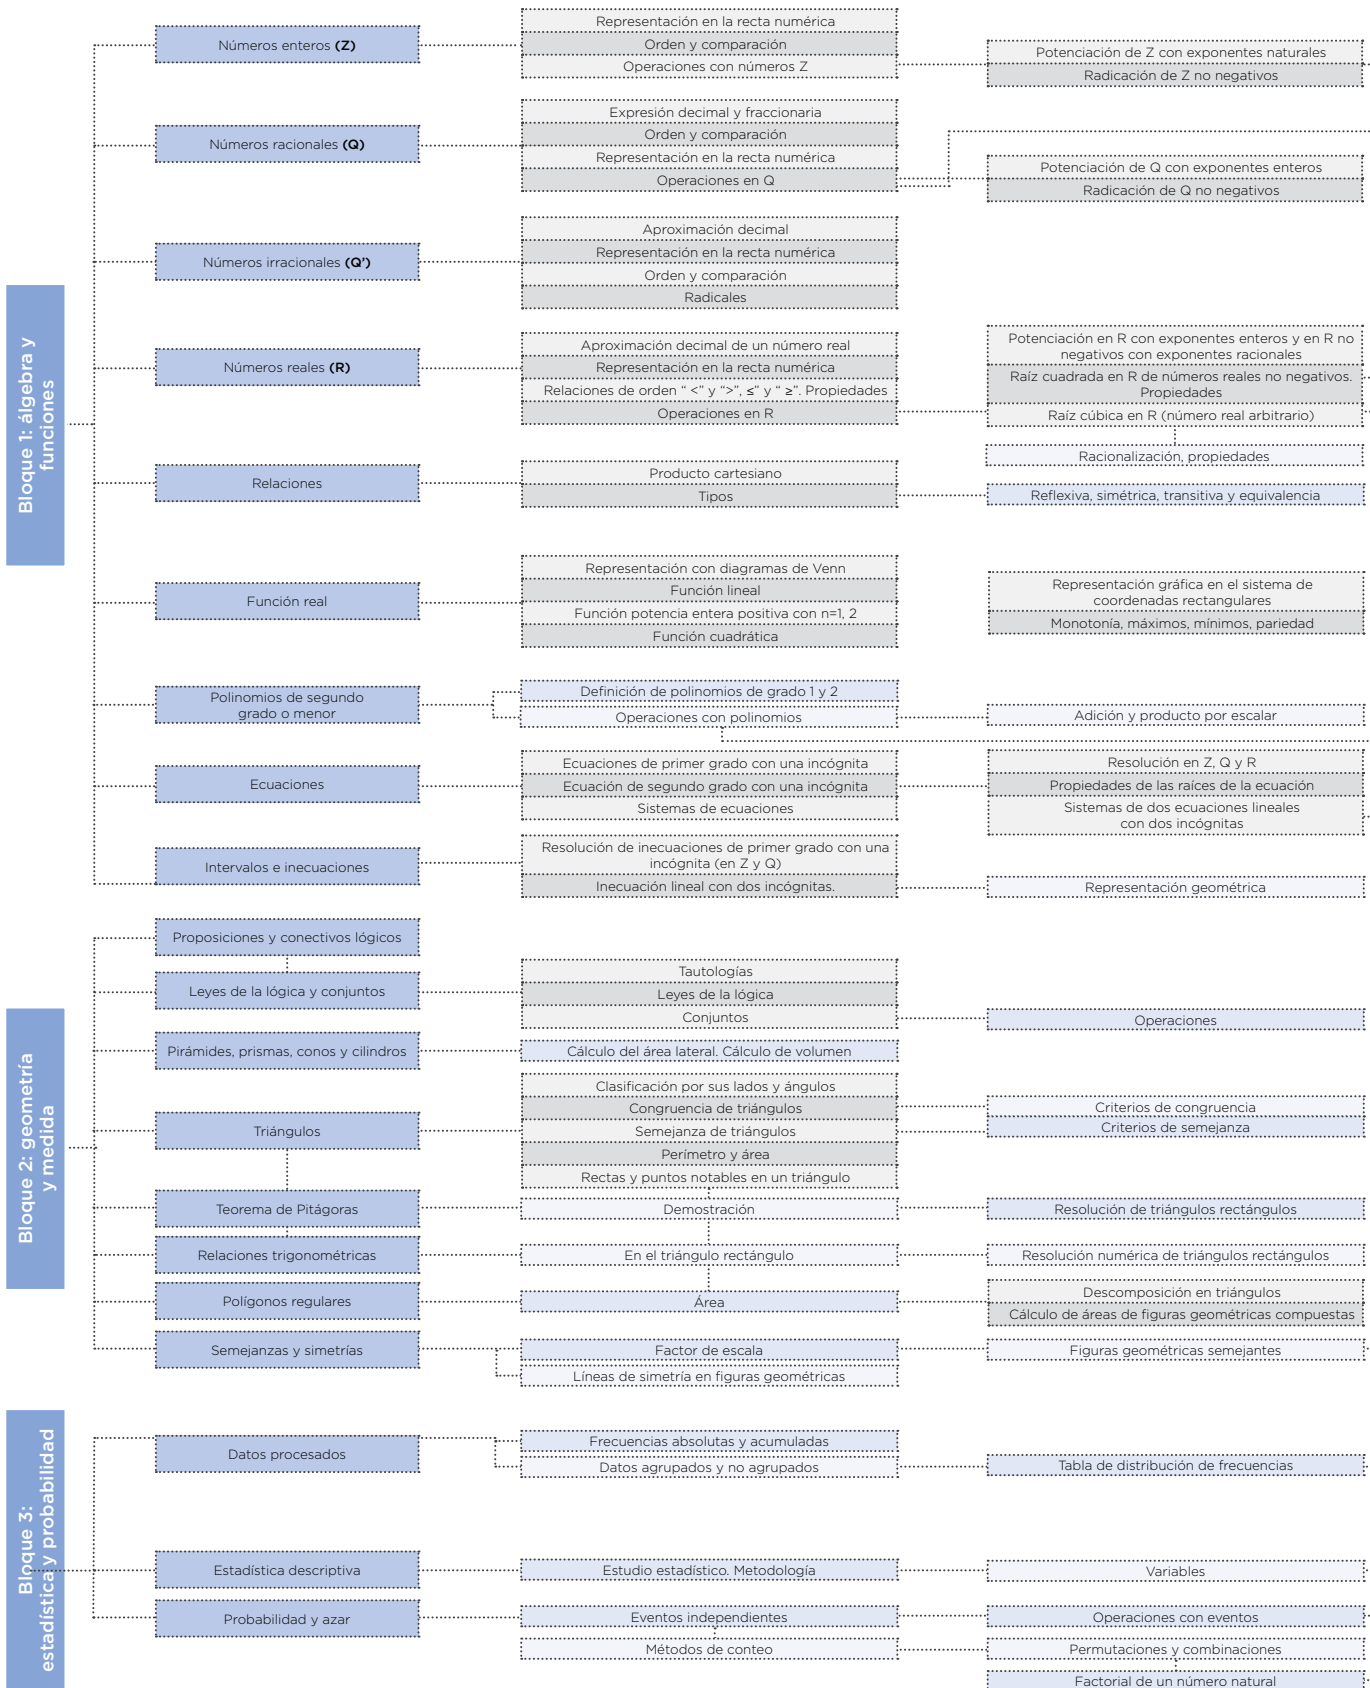 Bloque 1: álgebra y
funciones
Números enteros (Z)
Representación en la recta numérica
Orden y comparación
Operaciones con números Z
Potenciación de Z con exponentes naturales
Radicación de Z no negativos
Números racionales (Q)
Expresión decimal y fraccionaria
Orden y comparación
Representación en la recta numérica
Operaciones en Q
Potenciación de Q con exponentes enteros
Radicación de Q no negativos
Números irracionales (Q')
Aproximación decimal
Representación en la recta numérica
Orden y comparación
Radicales
Números reales (R)
Aproximación decimal de un número real
Representación en la recta numérica
Relaciones de orden " <" y ">", ≤" y " ≥". Propiedades
Operaciones en R
Potenciación en R con exponentes enteros y en R no
negativos con exponentes racionales
Raíz cuadrada en R de números reales no negativos.
Propiedades
Raíz cúbica en R (número real arbitrario)
Racionalización, propiedades
Relaciones
Producto cartesiano
Tipos
Reflexiva, simétrica, transitiva y equivalencia
Función real
Representación con diagramas de Venn
Función lineal
Función potencia entera positiva con n=1, 2
Función cuadrática
Representación gráfica en el sistema de
coordenadas rectangulares
Monotonía, máximos, mínimos, pariedad
Polinomios de segundo
grado o menor
Definición de polinomios de grado 1 y 2
Operaciones con polinomios
Adición y producto por escalar
Ecuaciones
Ecuaciones de primer grado con una incógnita
Ecuación de segundo grado con una incógnita
Sistemas de ecuaciones
Resolución en Z, Q y R
Propiedades de las raíces de la ecuación
Sistemas de dos ecuaciones lineales
con dos incógnitas
Intervalos e inecuaciones
Resolución de inecuaciones de primer grado con una
incógnita (en Z y Q)
Inecuación lineal con dos incógnitas.
Representación geométrica
Bloque 2: geometría
y medida
Proposiciones y conectivos lógicos
Leyes de la lógica y conjuntos
Tautologías
Leyes de la lógica
Conjuntos
Operaciones
Pirámides, prismas, conos y cilindros
Cálculo del área lateral. Cálculo de volumen
Triángulos
Clasificación por sus lados y ángulos
Congruencia de triángulos
Semejanza de triángulos
Perímetro y área
Rectas y puntos notables en un triángulo
Criterios de congruencia
Criterios de semejanza
Teorema de Pitágoras
Demostración
Resolución de triángulos rectángulos
Relaciones trigonométricas
En el triángulo rectángulo
Resolución numérica de triángulos rectángulos
Polígonos regulares
Área
Descomposición en triángulos
Cálculo de áreas de figuras geométricas compuestas
Semejanzas y simetrías
Factor de escala
Líneas de simetría en figuras geométricas
Figuras geométricas semejantes
Bloque 3:
estadística y probabilidad
Datos procesados
Frecuencias absolutas y acumuladas
Datos agrupados y no agrupados
Tabla de distribución de frecuencias
Estadística descriptiva
Estudio estadístico. Metodología
Variables
Probabilidad y azar
Eventos independientes
Operaciones con eventos
Métodos de conteo
Permutaciones y combinaciones
Factorial de un número natural